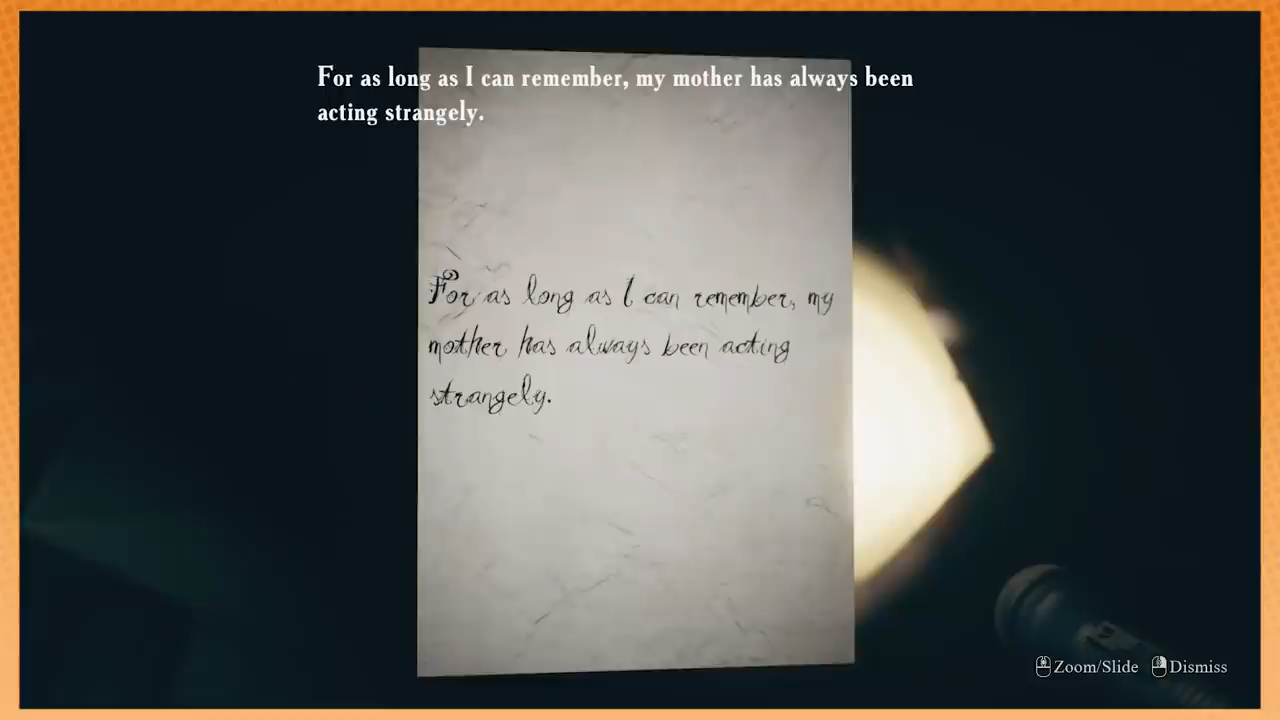 For as long as I can remember, my mother has always been
acting strangely.
For as long as I can remember, my
mother has always been acting
strangely.
Zoom/Slide Dismiss